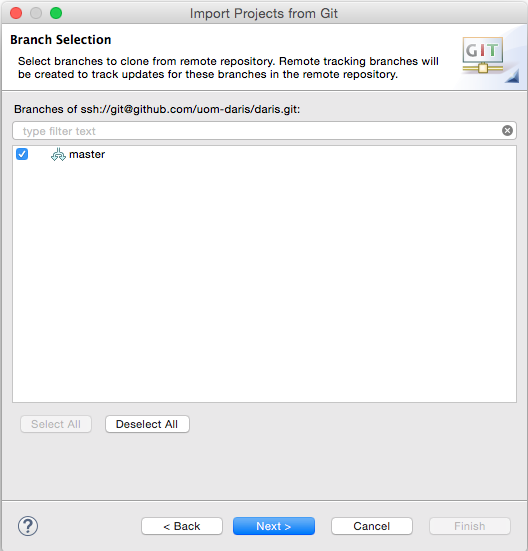 Import Projects from Git
Branch Selection
Select branches to clone from remote repository. Remote tracking branches will
be created to track updates for these branches in the remote repository.
GIT
Branches of ssh://git@github.com/uom-daris/daris.git:
type filter text
master
Select All
Deselect All
?
< Back
Next >
Cancel
Finish